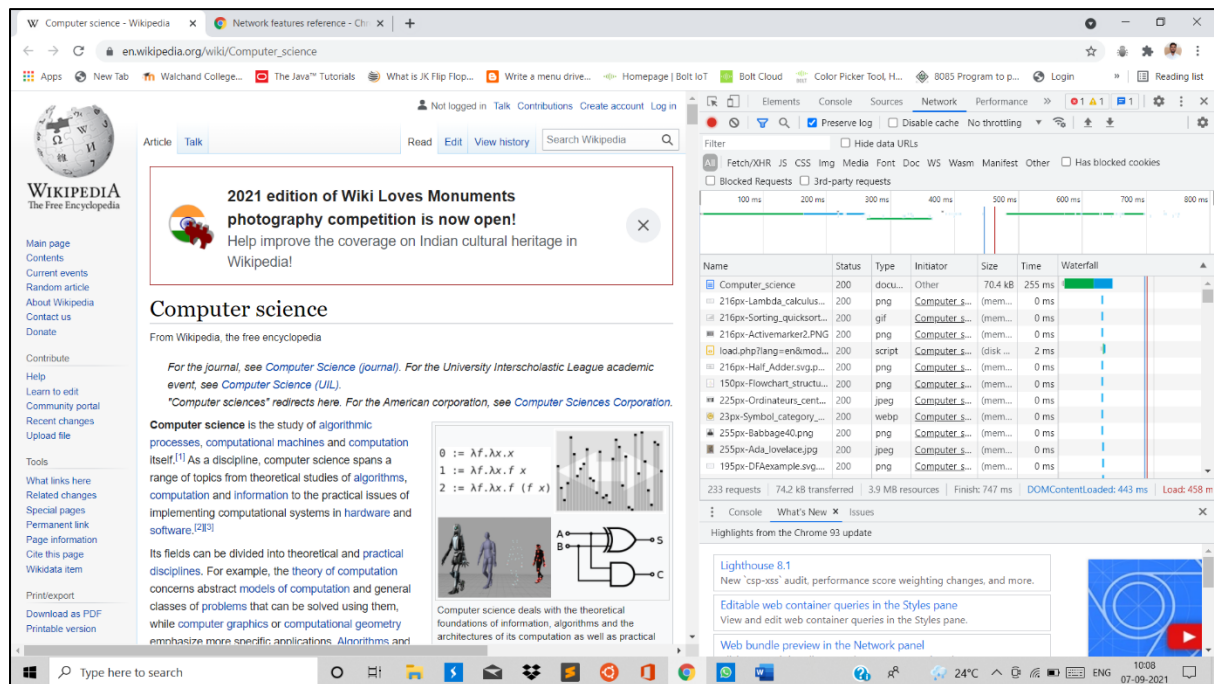 Computer science - Wikipedia
Network features reference - Ch
en.wikipedia.org/wiki/Computer_science
Apps New Tab Walchand College... The Java™ Tutorials What is JK Flip Flop... Write a menu drive... Homepage | Bolt IoT Bolt Cloud Color Picker Tool, H... 8085 Program to p... Login » Reading list
WIKIPEDIA
The Free Encyclopedia
Main page
Contents
Current events
Random article
About Wikipedia
Contact us
Donate
Contribute
Help
Learn to edit
Community portal
Recent changes
Upload file
Tools
What links here
Related changes
Special pages
Permanent link
Page information
Cite this page
Wikidata item
Print/export
Download as PDF
Printable version
Not logged in Talk Contributions Create account Log in
Article Talk Read Edit View history Search Wikipedia
2021 edition of Wiki Loves Monuments
photography competition is now open!
Help improve the coverage on Indian cultural heritage in
Wikipedia!
Computer science
From Wikipedia, the free encyclopedia
For the journal, see Computer Science (journal). For the University Interscholastic League academic
event, see Computer Science (UIL).
"Computer sciences" redirects here. For the American corporation, see Computer Sciences Corporation.
Computer science is the study of algorithmic
processes, computational machines and computation
itself.[1] As a discipline, computer science spans a
range of topics from theoretical studies of algorithms,
computation and information to the practical issues of
implementing computational systems in hardware and
software.[2][3]
Its fields can be divided into theoretical and practical
disciplines. For example, the theory of computation
concerns abstract models of computation and general
classes of problems that can be solved using them,
while computer graphics or computational geometry
emphasize more specific applications. Algorithms and
0 := λf.λx.x
1 := λf.λx.f x
2 := λf.λx.f (f x)
A
B
S
C
Computer science deals with the theoretical
foundations of information, algorithms and the
architectures of its computation as well as practical
Elements Console Sources Network Performance » 1 1 1
Preserve log Disable cache No throttling
Filter Hide data URLs
All Fetch/XHR JS CSS Img Media Font Doc WS Wasm Manifest Other Has blocked cookies
Blocked Requests 3rd-party requests
100 ms 200 ms 300 ms 400 ms 500 ms 600 ms 700 ms 800 ms
Name Status Type Initiator Size Time Waterfall
Computer_science 200 docu... Other 70.4 kB 255 ms
216px-Lambda_calculus... 200 png Computer_s... (mem... 0 ms
216px-Sorting_quicksort... 200 gif Computer_s... (mem... 0 ms
216px-Activemarker2.PNG 200 png Computer_s... (mem... 0 ms
load.php?lang=en&mod... 200 script Computer_s... (disk ... 2 ms
216px-Half_Adder.svg.p... 200 png Computer_s... (mem... 0 ms
150px-Flowchart_structu... 200 png Computer_s... (mem... 0 ms
225px-Ordinateurs_cent... 200 jpeg Computer_s... (mem... 0 ms
23px-Symbol_category_... 200 webp Computer_s... (mem... 0 ms
255px-Babbage40.png 200 png Computer_s... (mem... 0 ms
255px-Ada_lovelace.jpg 200 jpeg Computer_s... (mem... 0 ms
195px-DFAexample.svg.... 200 png Computer_s... (mem... 0 ms
233 requests 74.2 kB transferred 3.9 MB resources Finish: 747 ms DOMContentLoaded: 443 ms Load: 458 m
Console What's New Issues
Highlights from the Chrome 93 update
Lighthouse 8.1
New `csp-xss` audit, performance score weighting changes, and more.
Editable web container queries in the Styles pane
View and edit web container queries in the Styles pane.
Web bundle preview in the Network panel
Type here to search
24°C ENG 10:08
07-09-2021